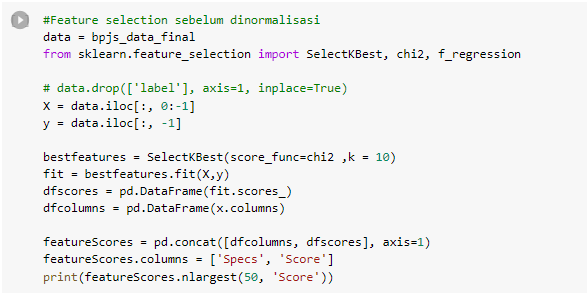 #Feature selection sebelum dinormalisasi
data = bpjs_data_final
from sklearn.feature_selection import SelectKBest, chi2, f_regression
# data.drop(['label'], axis=1, inplace=True)
X = data.iloc[:, 0:-1]
y = data.iloc[:, -1]
bestfeatures = SelectKBest(score_func=chi2 ,k = 10)
fit = bestfeatures.fit(X,y)
dfscores = pd.DataFrame(fit.scores_)
dfcolumns = pd.DataFrame(x.columns)
featureScores = pd.concat([dfcolumns, dfscores], axis=1)
featureScores.columns = ['Specs', 'Score']
print(featureScores.nlargest(50, 'Score'))